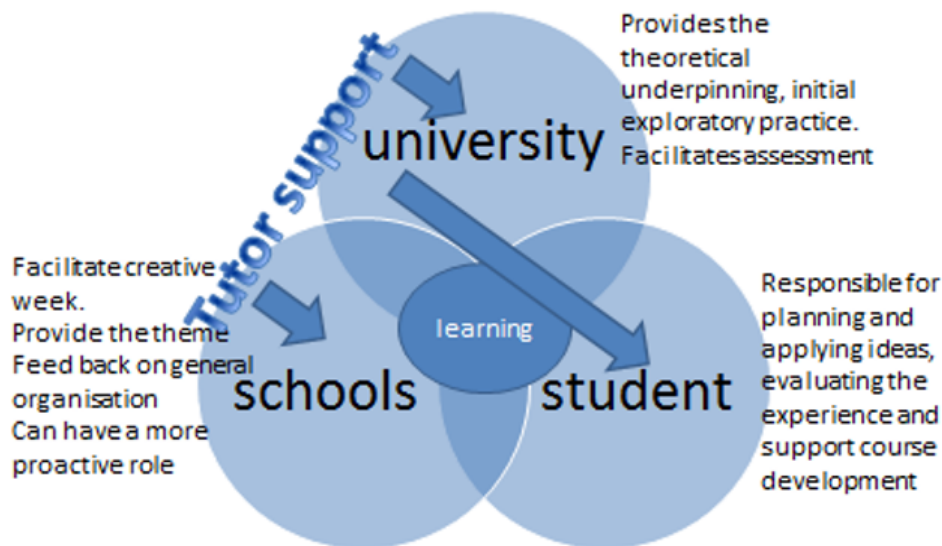 Tutor support
university
Provides the
theoretical
underpinning, initial
exploratory practice.
Facilitates assessment
Facilitate creative
week.
Provide the theme
Feed back on general
organisation
Can have a more
proactive role
schools
learning
student
Responsible for
planning and
applying ideas,
evaluating the
experience and
support course
development